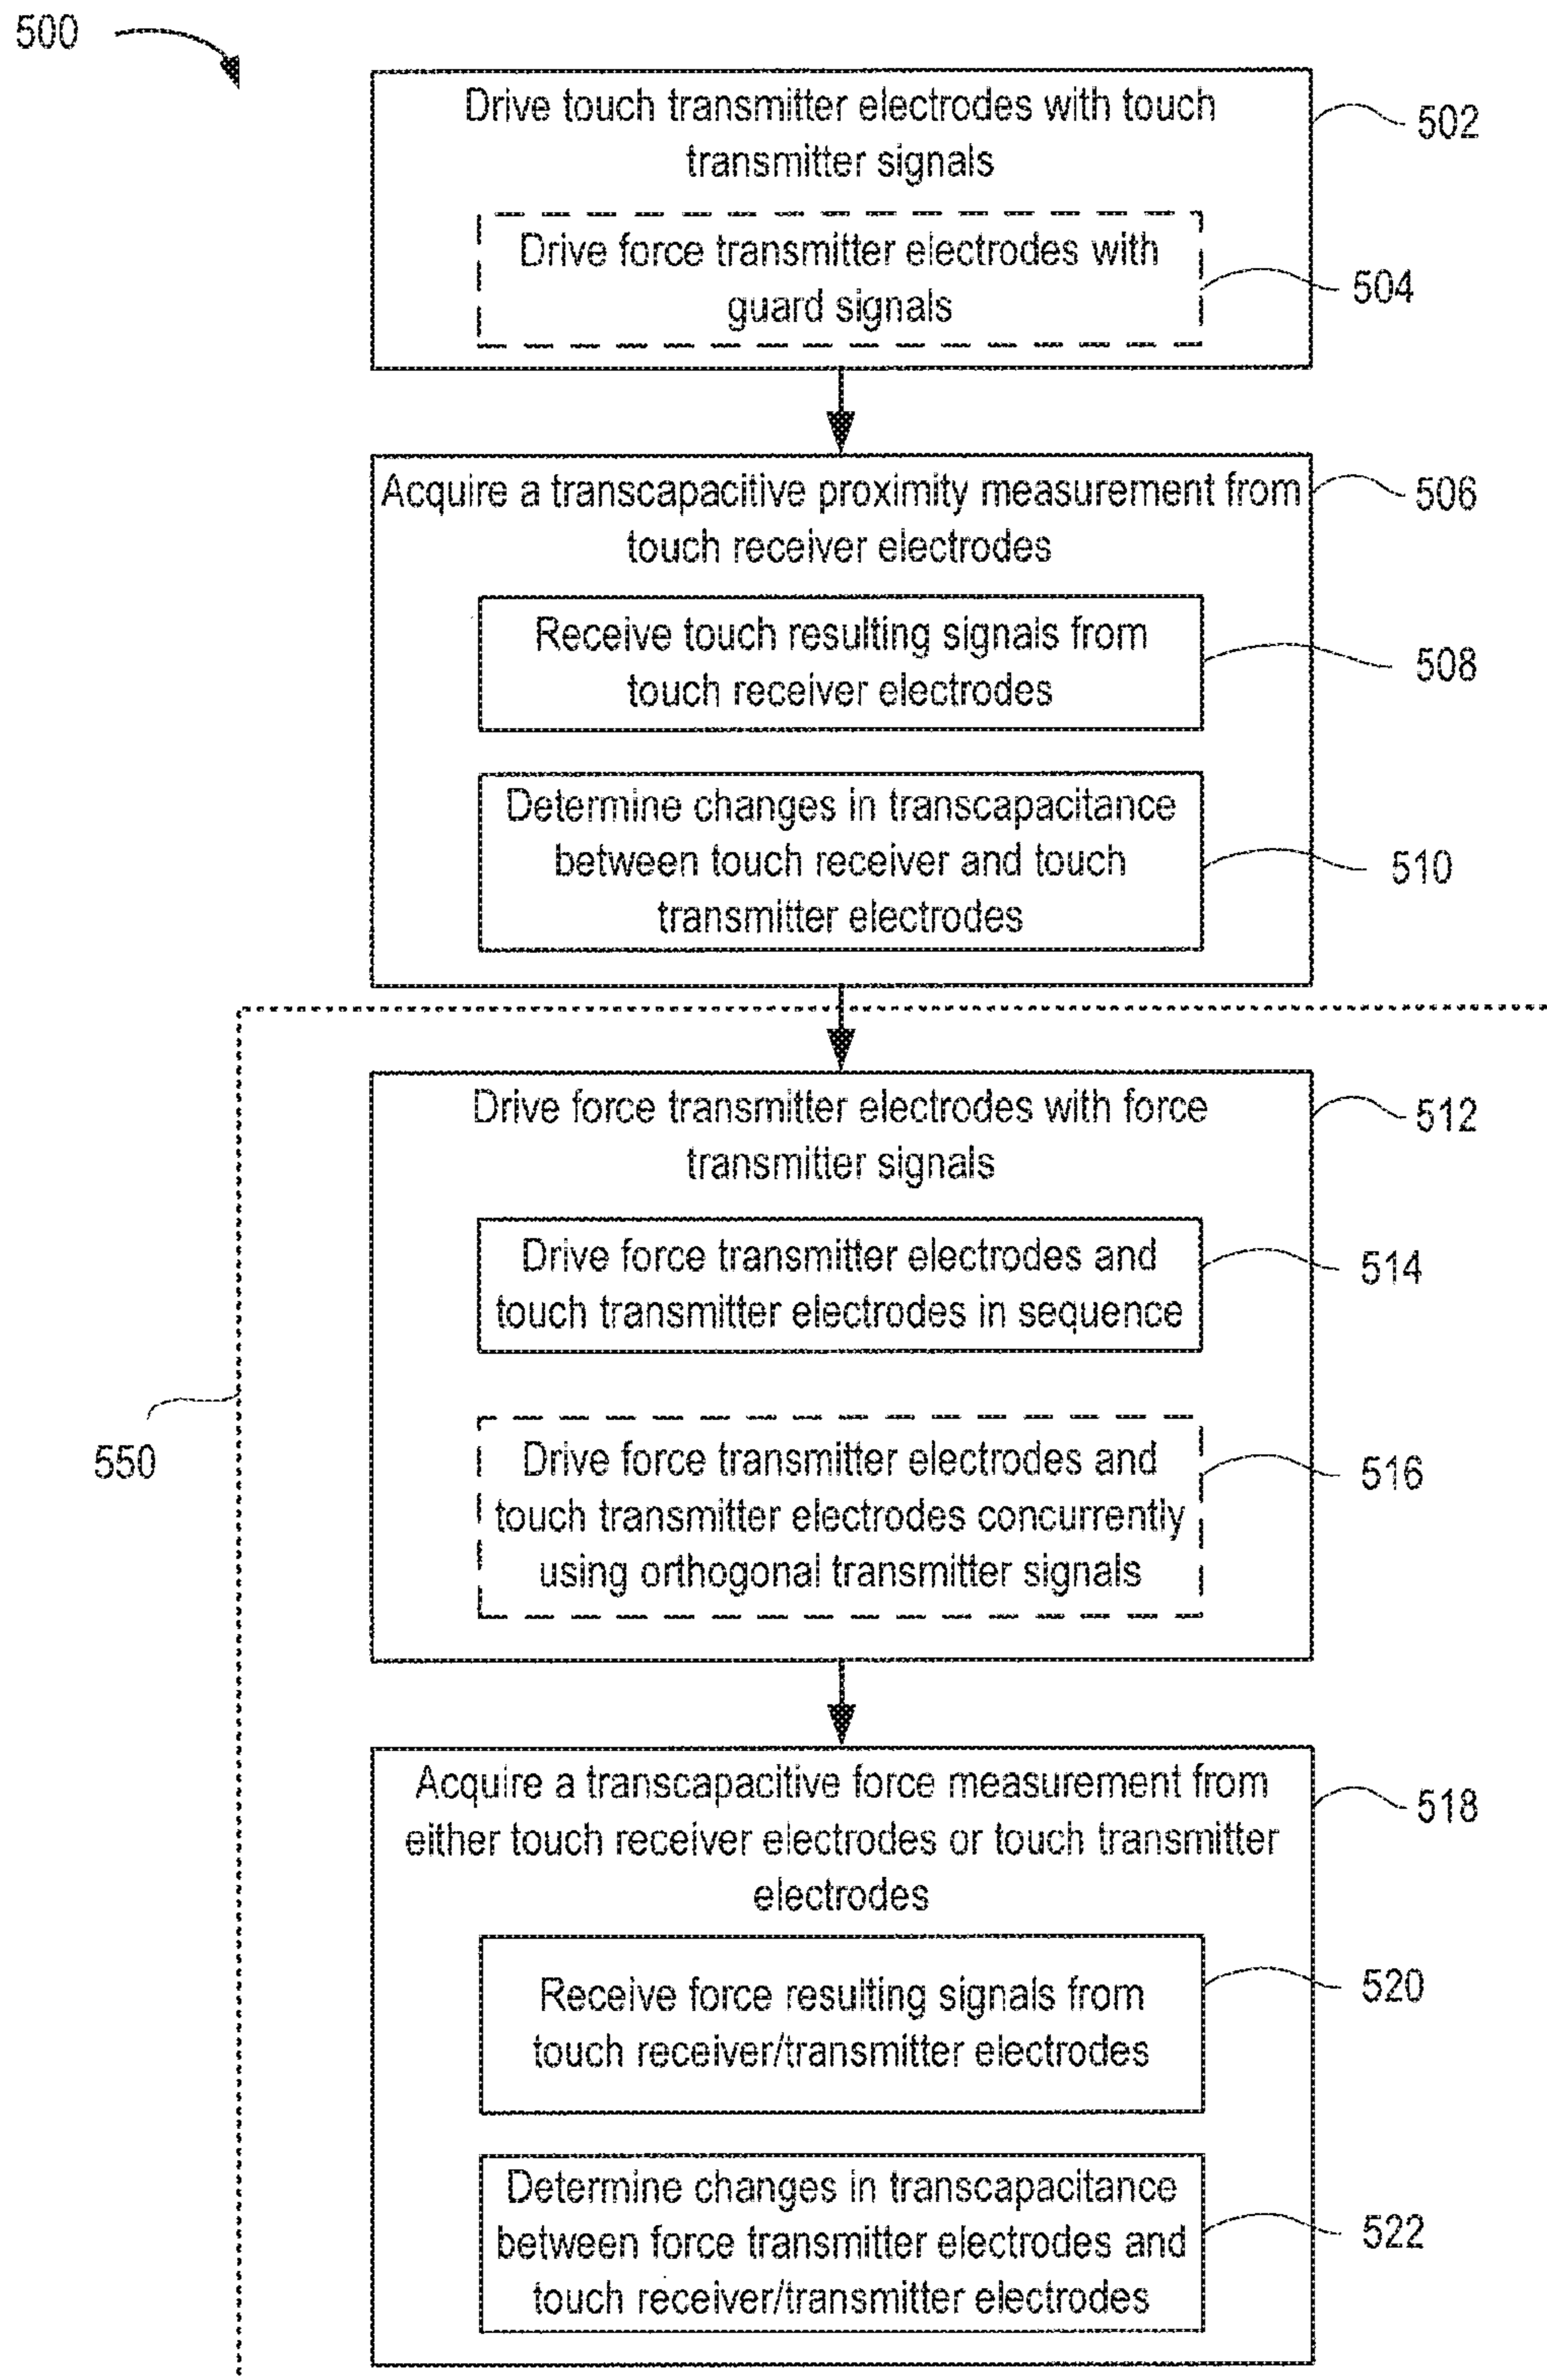 500
Drive touch transmitter electrodes with touch
transmitter signals
502
Drive force transmitter electrodes with
guard signals
504
Acquire a transcapacitive proximity measurement from
touch receiver electrodes
506
Receive touch resulting signals from
touch receiver electrodes
508
Determine changes in transcapacitance
between touch receiver and touch
transmitter electrodes
510
Drive force transmitter electrodes with force
transmitter signals
512
Drive force transmitter electrodes and
touch transmitter electrodes in sequence
514
550
Drive force transmitter electrodes and
touch transmitter electrodes concurrently
using orthogonal transmitter signals
516
Acquire a transcapacitive force measurement from
either touch receiver electrodes or touch transmitter
electrodes
518
Receive force resulting signals from
touch receiver/transmitter electrodes
520
Determine changes in transcapacitance
between force transmitter electrodes and
touch receiver/transmitter electrodes
522